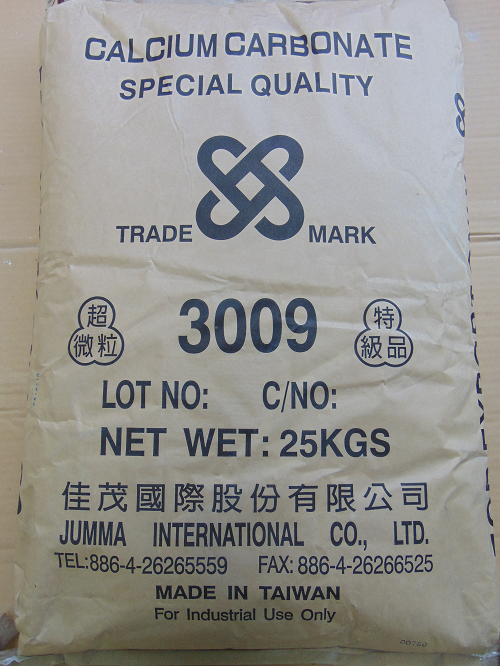 CALCIUM CARBONATE
SPECIAL QUALITY
TRADE MARK
超微粒
3009
特級品
LOT NO: C/NO:
NET WET: 25KGS
佳茂國際股份有限公司
JUMMA INTERNATIONAL CO., LTD.
TEL:886-4-26265559 FAX: 886-4-26266525
MADE IN TAIWAN
For Industrial Use Only